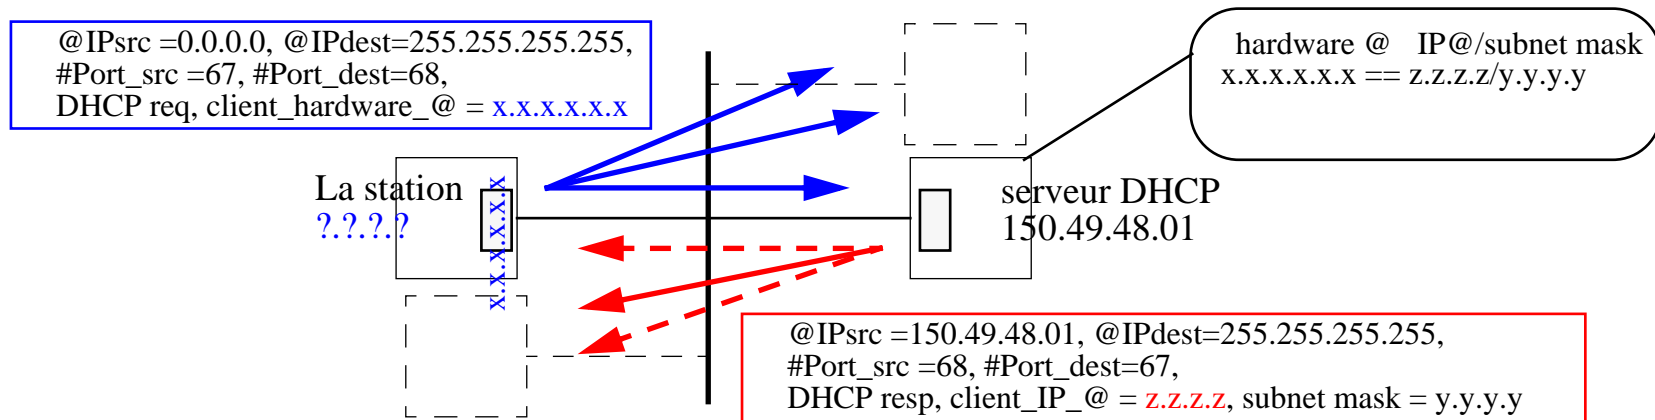 @IPsrc =0.0.0.0, @IPdest=255.255.255.255,
#Port_src =67, #Port_dest=68,
DHCP req, client_hardware_@ = x.x.x.x.x.x
hardware @ IP@/subnet mask
x.x.x.x.x.x == z.z.z.z/y.y.y.y
La station
?.?.?.?
x.x.x.x.x.x
serveur DHCP
150.49.48.01
@IPsrc =150.49.48.01, @IPdest=255.255.255.255,
#Port_src =68, #Port_dest=67,
DHCP resp, client_IP_@ = z.z.z.z, subnet mask = y.y.y.y